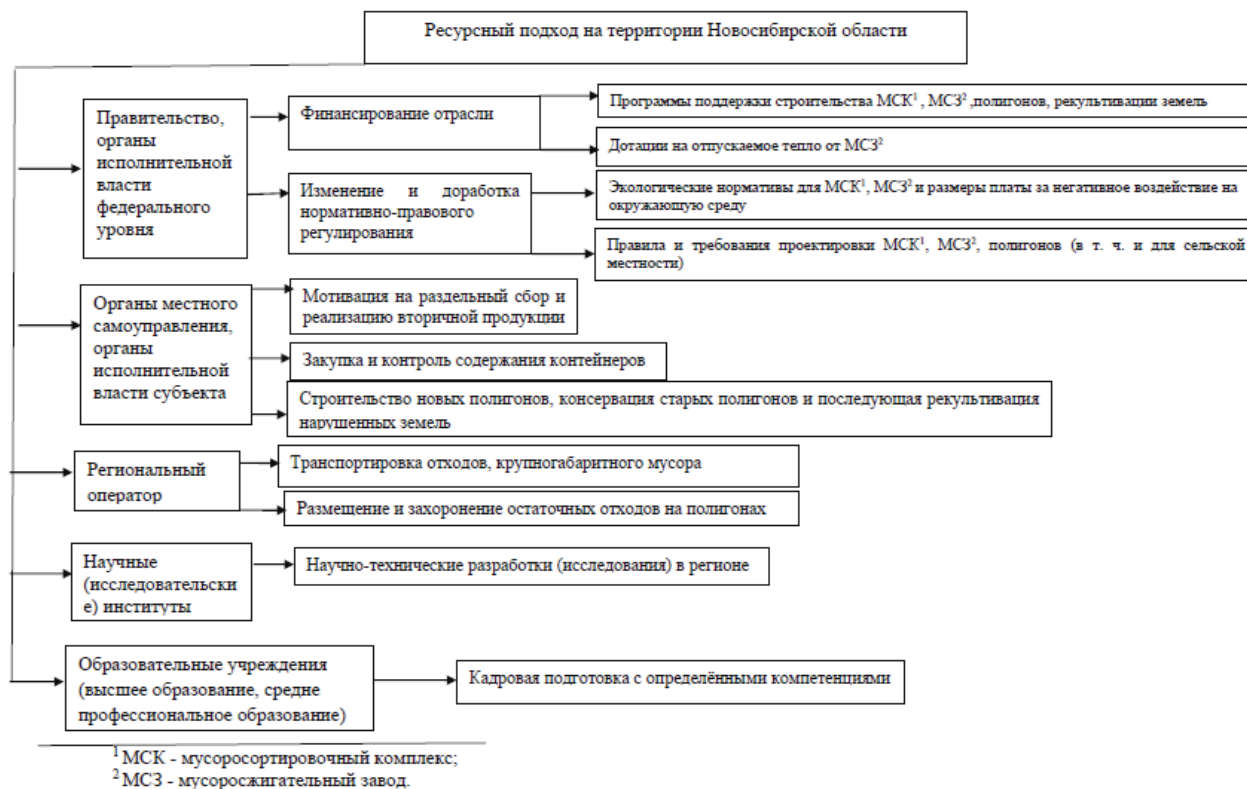 Ресурсный подход на территории Новосибирской области
Правительство,
органы
исполнительной
власти
федерального
уровня
Финансирование отрасли
Программы поддержки строительства МСК¹ , МСЗ² ,полигонов, рекультивации земель
Дотации на отпускаемое тепло от МСЗ²
Изменение и доработка
нормативно-правового
регулирования
Экологические нормативы для МСК¹, МСЗ² и размеры платы за негативное воздействие на
окружающую среду
Правила и требования проектировки МСК¹, МСЗ², полигонов (в т. ч. и для сельской
местности)
Органы местного
самоуправления,
органы
исполнительной
власти субъекта
Мотивация на раздельный сбор и
реализацию вторичной продукции
Закупка и контроль содержания контейнеров
Строительство новых полигонов, консервация старых полигонов и последующая рекультивация
нарушенных земель
Региональный
оператор
Транспортировка отходов, крупногабаритного мусора
Размещение и захоронение остаточных отходов на полигонах
Научные
(исследовательски
е) институты
Научно-технические разработки (исследования) в регионе
Образовательные учреждения
(высшее образование, средне
профессиональное образование)
Кадровая подготовка с определёнными компетенциями
¹ МСК - мусоросортировочный комплекс;
² МСЗ - мусоросжигательный завод.